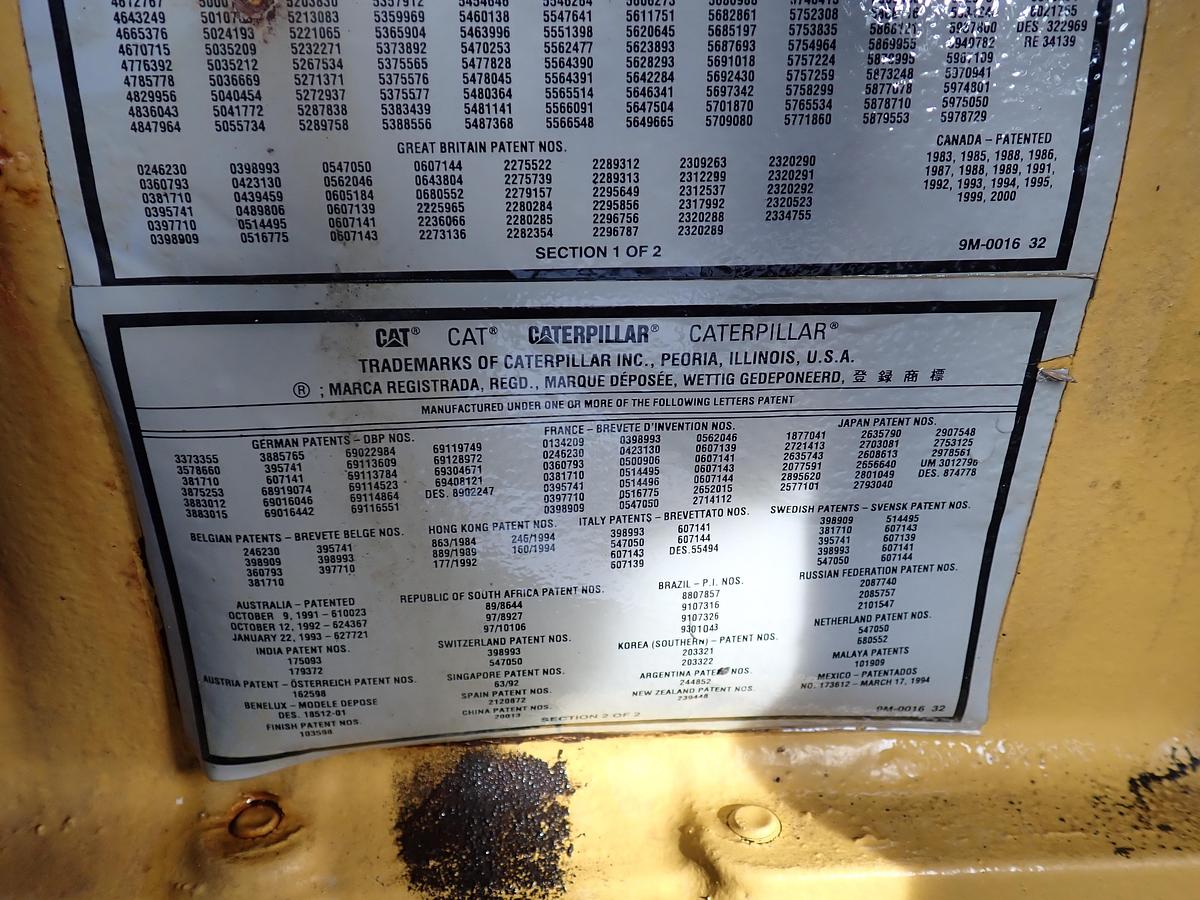 4643249 5213083 5359969 5460138 5547641 5611751 5682861 5752308
4665376 5024193 5221065 5365904 5463996 5551398 5620645 5685197 5753835
4670715 5035209 5232271 5373892 5470253 5562477 5623893 5687693 5754964 5869955 5949782 RE 34139
4776392 5035212 5267534 5375565 5477828 5564390 5628293 5691018 5757224
4785778 5036669 5271371 5375576 5478045 5564391 5642284 5692430 5757259 5873248 5970941
4829956 5040454 5272937 5375577 5480364 5565514 5646341 5697342 5758299 5974801
4836043 5041772 5287838 5383439 5481141 5566091 5647504 5701870 5765534 5878710 5975050
4847964 5055734 5289758 5388556 5487368 5566548 5649665 5709080 5771860 5879553 5978729
GREAT BRITAIN PATENT NOS.
0246230 0398993 0547050 0607144 2275522 2289312 2309263 2320290
0360793 0423130 0562046 0643804 2275739 2289313 2312299 2320291
0381710 0439459 0605184 0680552 2279157 2295649 2312537 2320292
0395741 0489806 0607139 2225965 2280284 2295856 2317992 2320523
0397710 0514495 0607141 2236066 2280285 2296756 2320288 2334755
0398909 0516775 0607143 2273136 2282354 2296787 2320289
CANADA – PATENTED
1983, 1985, 1988, 1986,
1987, 1988, 1989, 1991,
1992, 1993, 1994, 1995,
1999, 2000
SECTION 1 OF 2
9M-0016 32
CAT® CAT® CATERPILLAR® CATERPILLAR®
TRADEMARKS OF CATERPILLAR INC., PEORIA, ILLINOIS, U.S.A.
® ; MARCA REGISTRADA, REGD., MARQUE DÉPOSÉE, WETTIG GEDEPONEERD, 登 録 商 標
MANUFACTURED UNDER ONE OR MORE OF THE FOLLOWING LETTERS PATENT
GERMAN PATENTS – DBP NOS.
3373355 3885765 69022984 69119749
3578660 395741 69113609 69128972
381710 607141 69113784 69304671
3875253 68919074 69114523 69408121
3883012 69016046 69114864 DES. 8902247
3883015 69016442 69116551
FRANCE – BREVETE D'INVENTION NOS.
0134209 0398993 0562046
0246230 0423130 0607139
0360793 0500906 0607141
0381710 0514495 0607143
0395741 0514496 0607144
0397710 0516775 2652015
0398909 0547050 2714112
JAPAN PATENT NOS.
1877041 2635790 2907548
2721413 2703081 2753125
2635743 2608613 2978561
2077591 2656640 UM 3012796
2895620 2801049 DES. 874778
2577101 2793040
BELGIAN PATENTS – BREVETE BELGE NOS.
246230 395741
398909 398993
360793 397710
381710
HONG KONG PATENT NOS.
863/1984 246/1994
889/1989 160/1994
177/1992
ITALY PATENTS – BREVETTATO NOS.
398993 607141
547050 607144
607143 DES.55494
607139
SWEDISH PATENTS – SVENSK PATENT NOS.
398909 514495
381710 607143
395741 607139
398993 607141
547050 607144
AUSTRALIA – PATENTED
OCTOBER 9, 1991 – 610023
OCTOBER 12, 1992 – 624367
JANUARY 22, 1993 – 627721
INDIA PATENT NOS.
175093
179372
AUSTRIA PATENT – ÖSTERREICH PATENT NOS.
162598
BENELUX – MODELE DEPOSE
DES. 18512-01
FINISH PATENT NOS.
103598
REPUBLIC OF SOUTH AFRICA PATENT NOS.
89/8644
97/8927
97/10106
SWITZERLAND PATENT NOS.
398993
547050
SINGAPORE PATENT NOS.
63/92
SPAIN PATENT NOS.
2120872
CHINA PATENT NOS.
20013
BRAZIL – P.I. NOS.
8807857
9107316
9107326
9301043
KOREA (SOUTHERN) – PATENT NOS.
203321
203322
ARGENTINA PATENT NOS.
244852
NEW ZEALAND PATENT NOS.
239448
RUSSIAN FEDERATION PATENT NOS.
2087740
2085757
2101547
NETHERLAND PATENT NOS.
547050
680552
MALAYA PATENTS
101909
MEXICO – PATENTADOS
NO. 173612 – MARCH 17, 1994
SECTION 2 OF 2
9M-0016 32